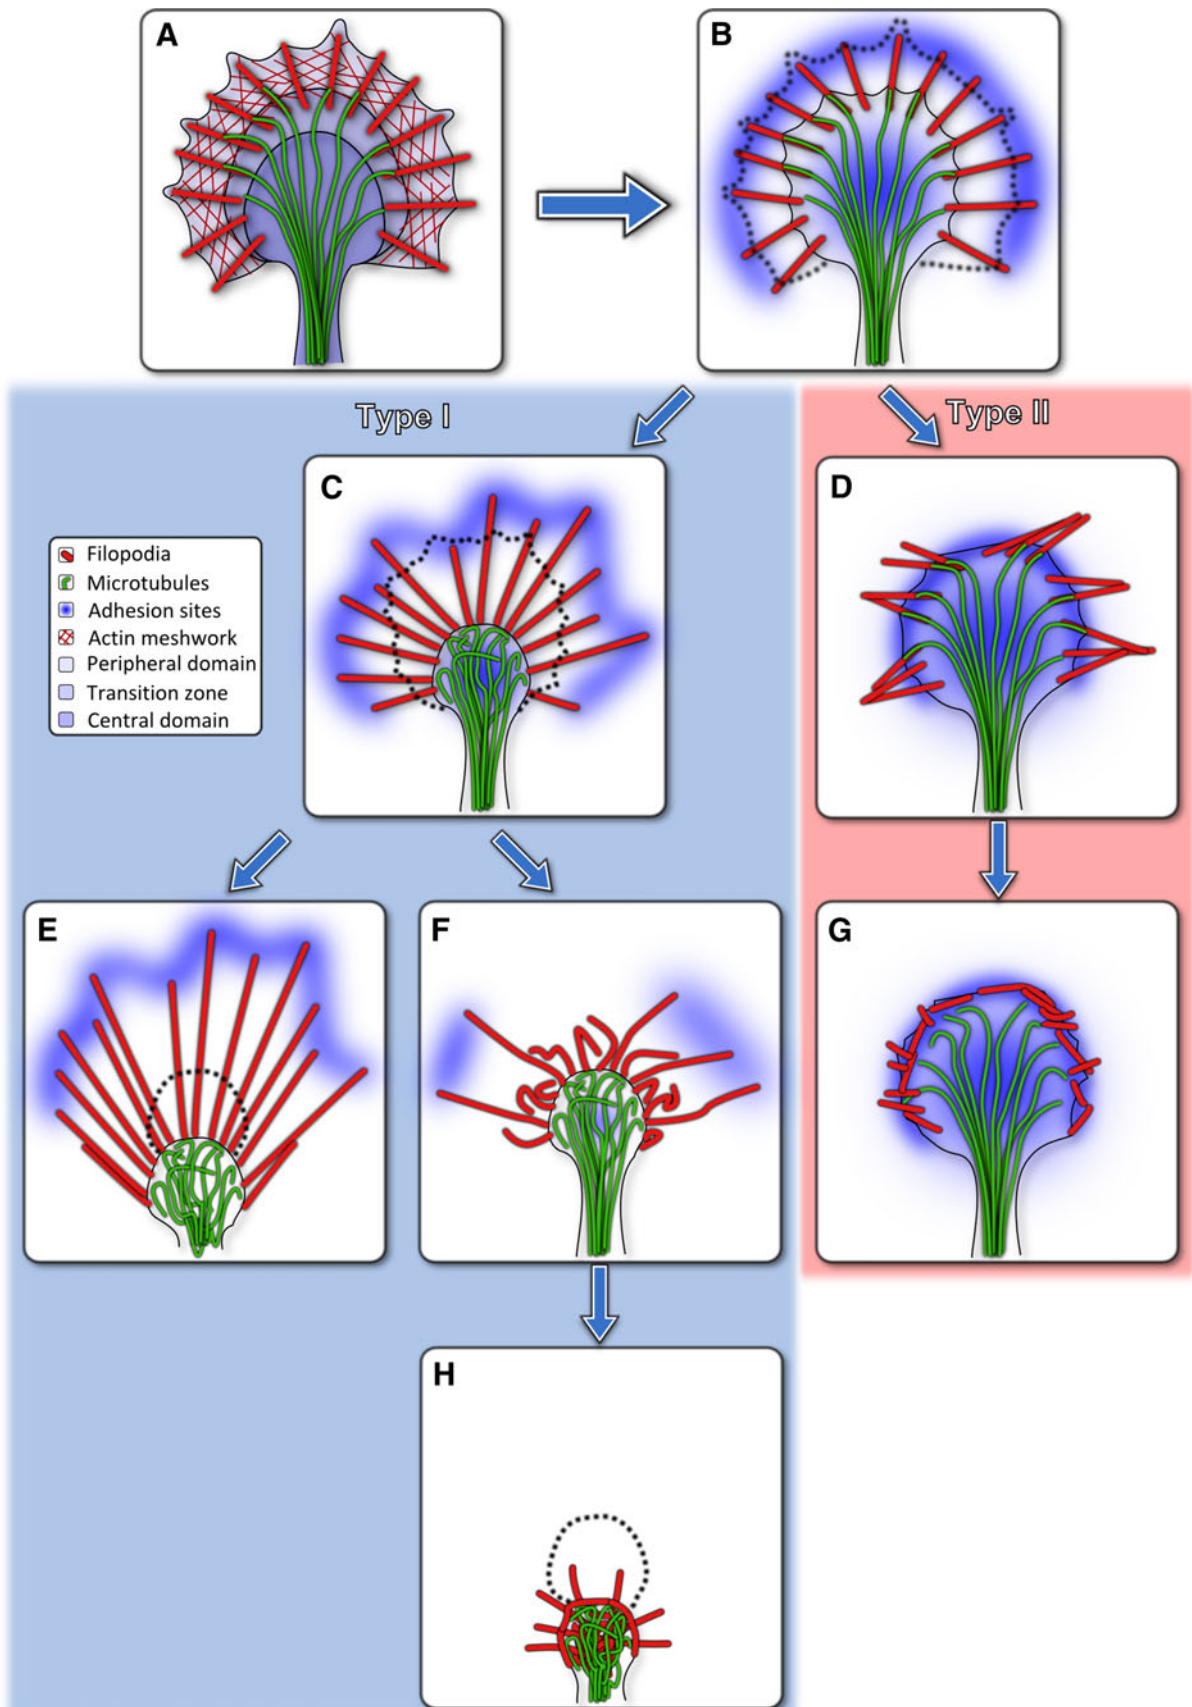 A
B
Type I
Type II
C
D
Filopodia
Microtubules
Adhesion sites
Actin meshwork
Peripheral domain
Transition zone
Central domain
E
F
G
H